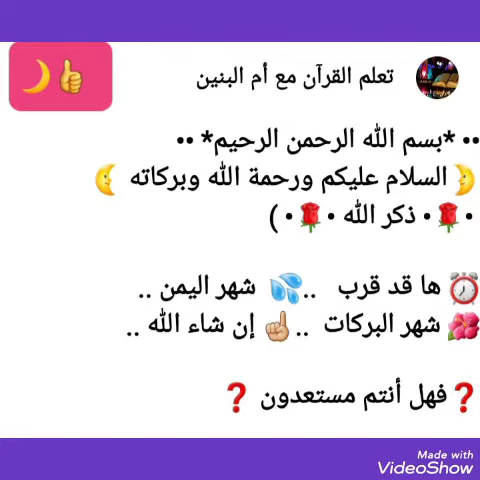 تعلم القرآن مع أم البنين
•• *بسم الله الرحمن الرحيم* ••
🌛السلام عليكم ورحمة الله وبركاته 🌛
•🌹• ذكر الله •🌹• )
⏰ ها قد قرب ..💦 شهر اليمن ..
🌺 شهر البركات ..☝🏼 إن شاء الله ..
❓فهل أنتم مستعدون ❓
Made with
VideoShow